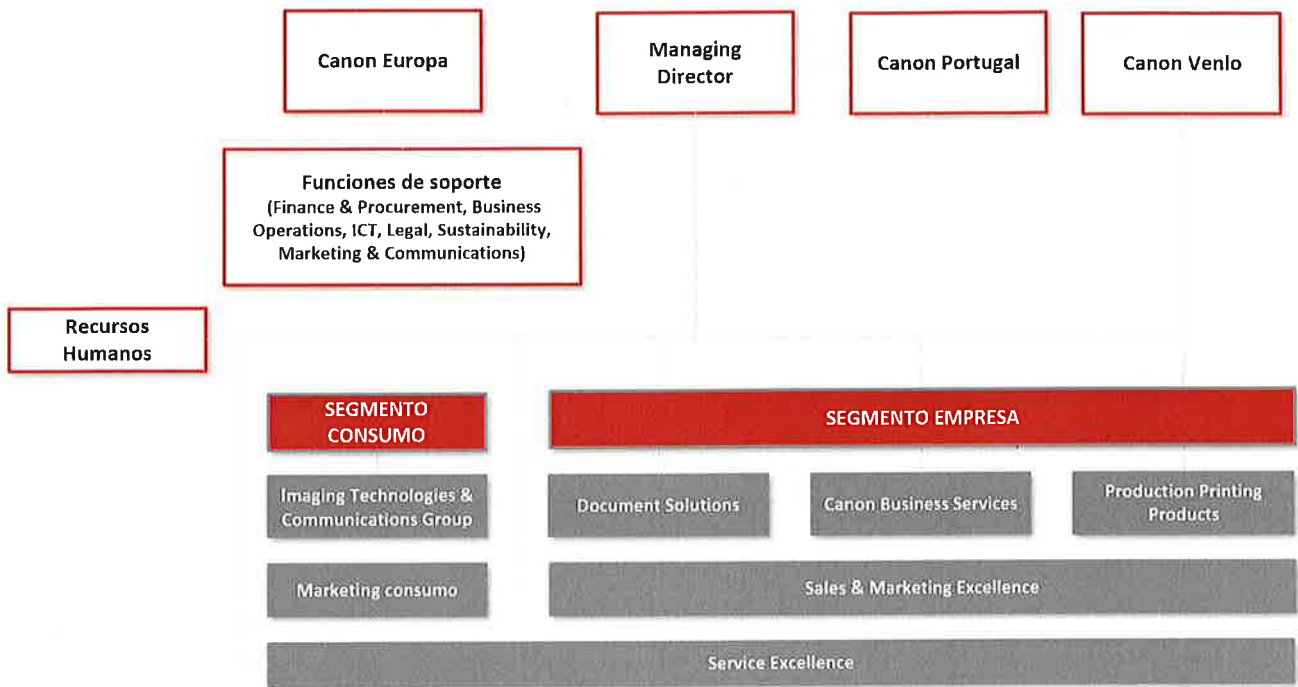 Canon Europa
Managing
Director
Canon Portugal
Canon Venlo
Funciones de soporte
(Finance & Procurement, Business
Operations, ICT, Legal, Sustainability,
Marketing & Communications)
Recursos
Humanos
SEGMENTO
CONSUMO
SEGMENTO EMPRESA
Imaging Technologies &
Communications Group
Document Solutions
Canon Business Services
Production Printing
Products
Marketing consumo
Sales & Marketing Excellence
Service Excellence